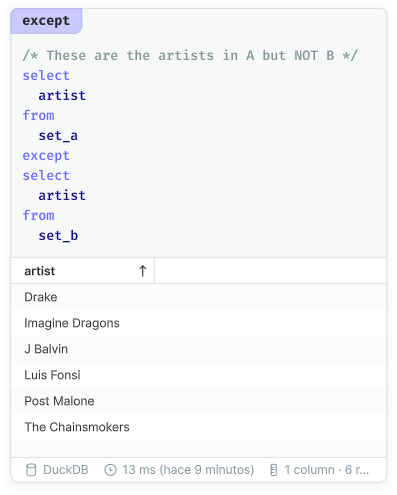 except
/* These are the artists in A but NOT B */
select
  artist
from
  set_a
except
select
  artist
from
  set_b
artist ↑
Drake
Imagine Dragons
J Balvin
Luis Fonsi
Post Malone
The Chainsmokers
DuckDB 13 ms (hace 9 minutos) 1 column · 6 r...